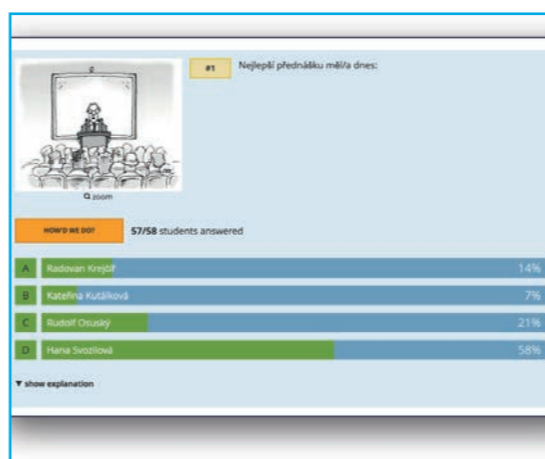 #1 Nejlepší přednášku měl/a dnes:
zoom
HOW'D WE DO? 57/58 students answered
A Radovan Krejčíř 14%
B Kateřina Kutálková 7%
C Rudolf Osuský 21%
D Hana Svozilová 58%
▼ show explanation